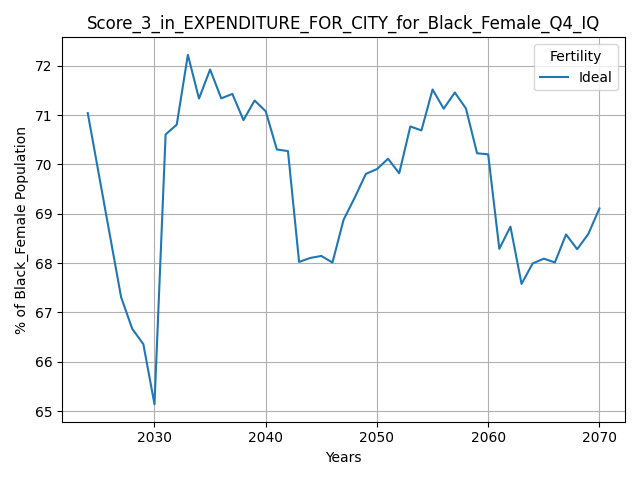 Score_3_in_EXPENDITURE_FOR_CITY_for_Black_Female_Q4_IQ
Fertility
Ideal
72
71
70
69
68
67
66
65
% of Black_Female Population
2030 2040 2050 2060 2070
Years